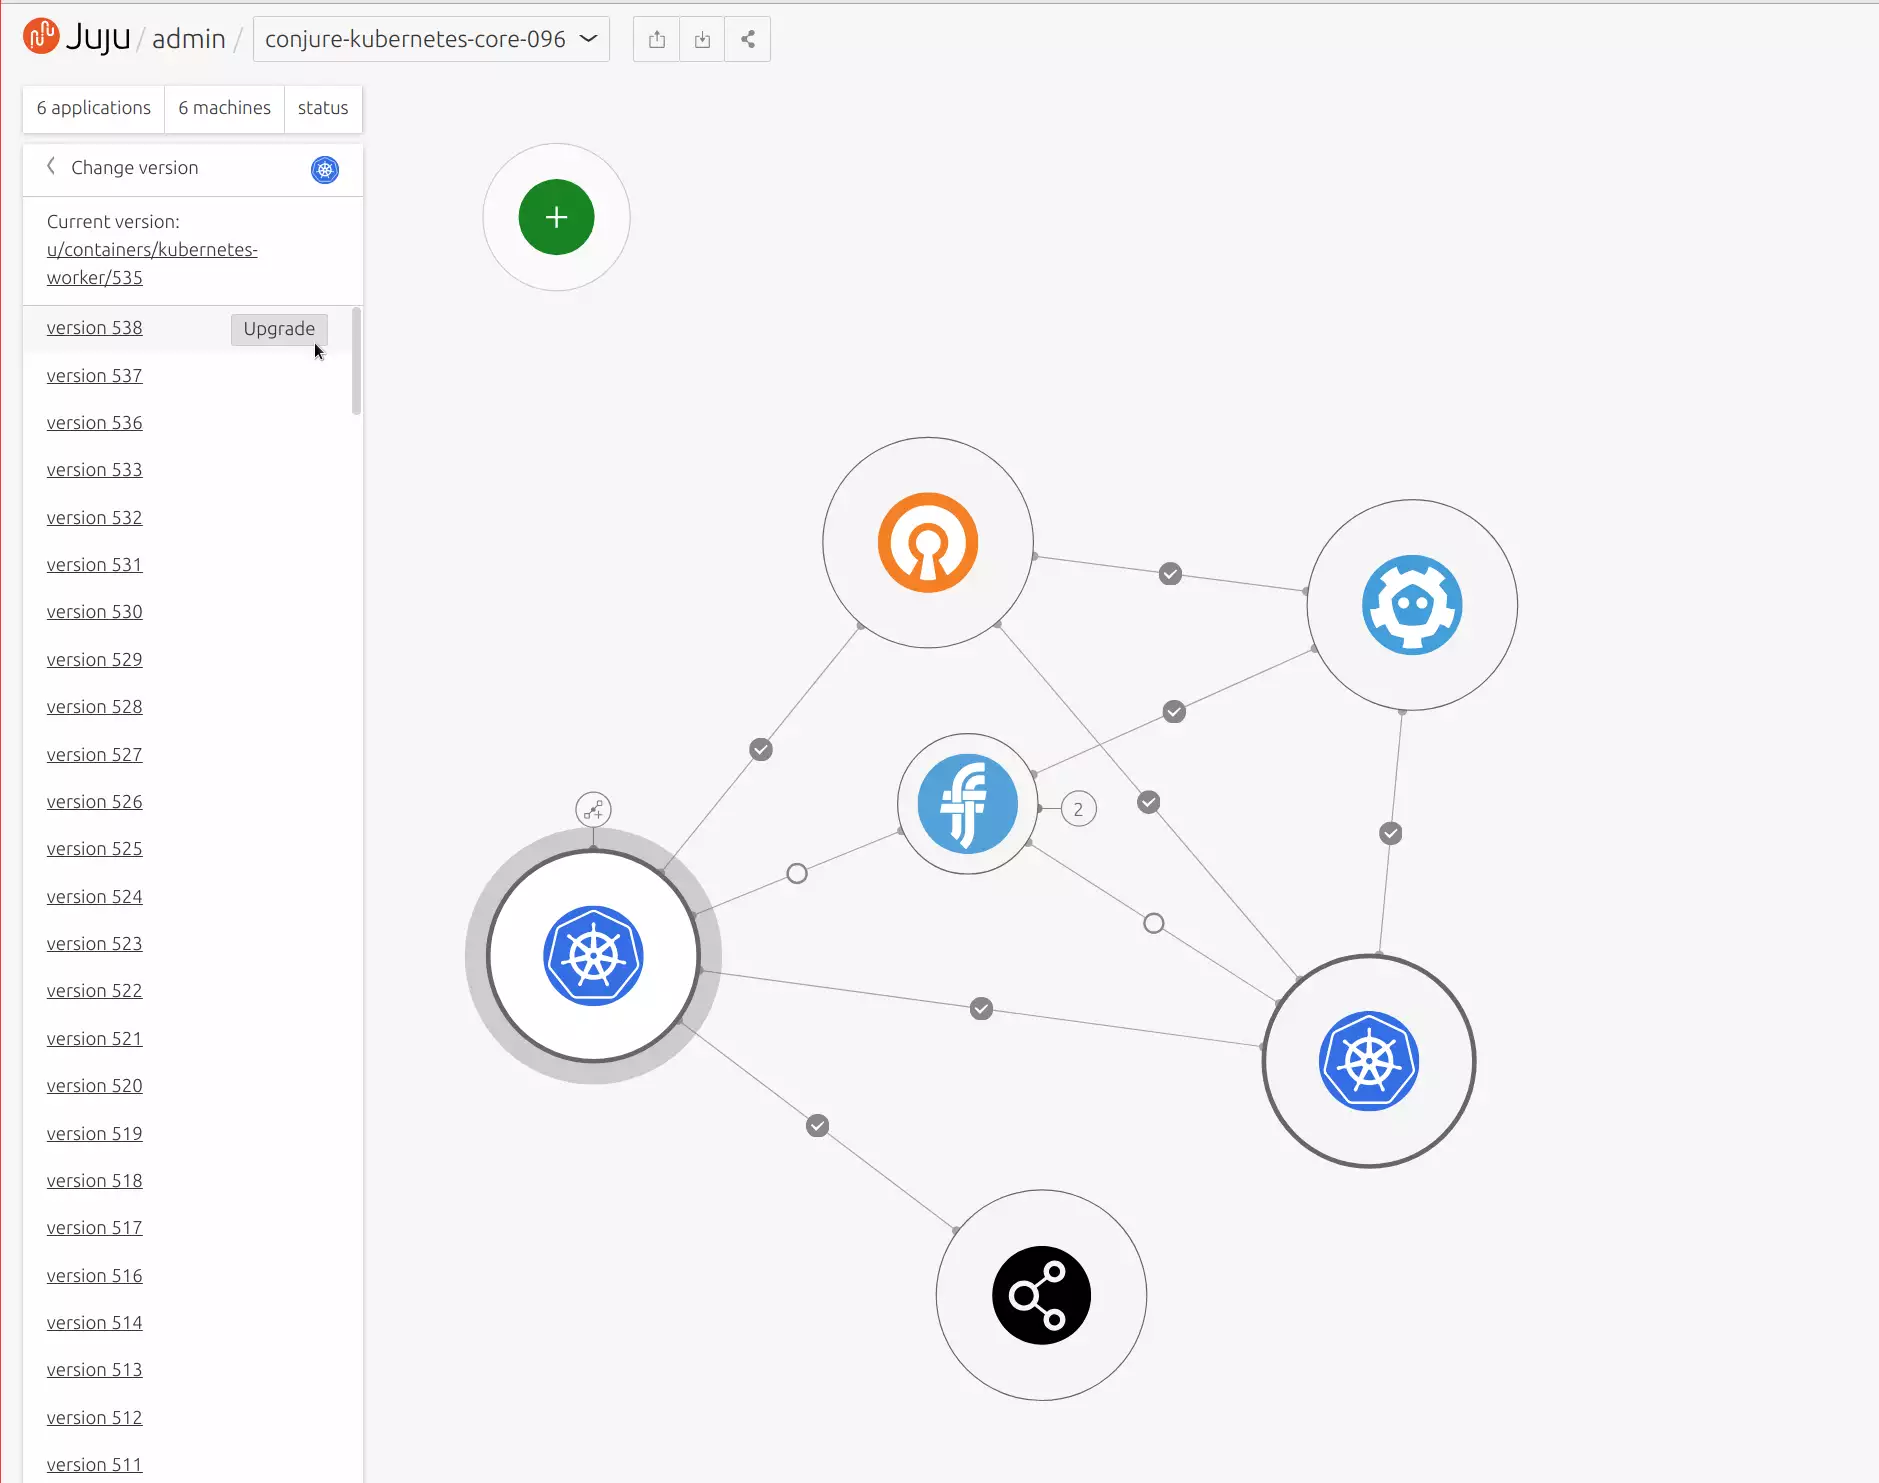 Juju / admin / conjure-kubernetes-core-096
6 applications 6 machines status
Change version
Current version:
u/containers/kubernetes-
worker/535
version 538 Upgrade
version 537
version 536
version 533
version 532
version 531
version 530
version 529
version 528
version 527
version 526
version 525
version 524
version 523
version 522
version 521
version 520
version 519
version 518
version 517
version 516
version 514
version 513
version 512
version 511
2